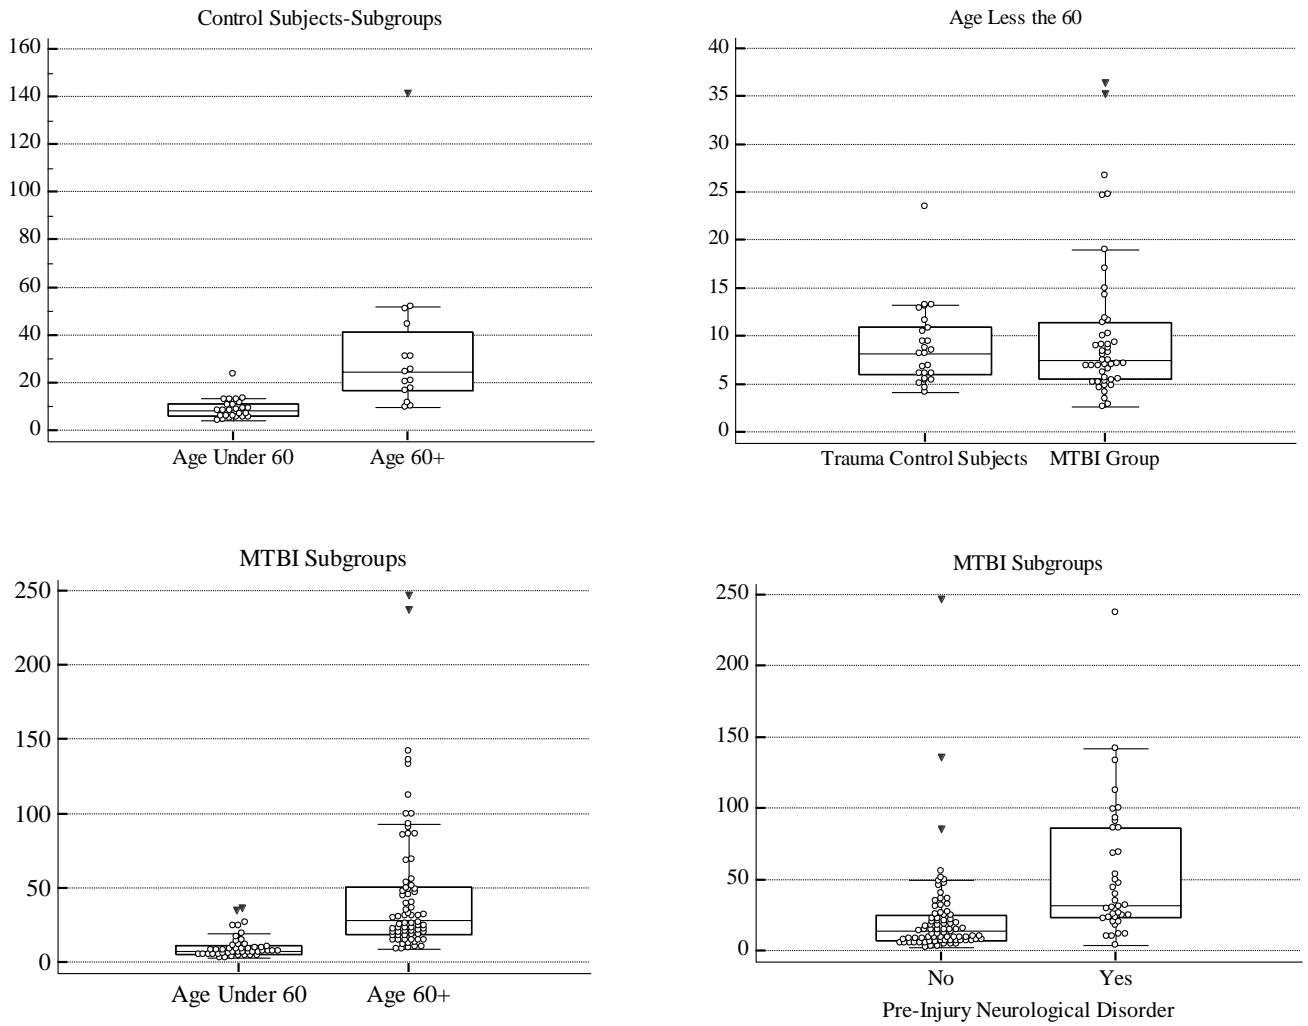 Control Subjects-Subgroups
160
140
120
100
80
60
40
20
0
Age Under 60
Age 60+
Age Less the 60
40
35
30
25
20
15
10
5
0
Trauma Control Subjects
MTBI Group
MTBI Subgroups
250
200
150
100
50
0
Age Under 60
Age 60+
MTBI Subgroups
250
200
150
100
50
0
No
Yes
Pre-Injury Neurological Disorder